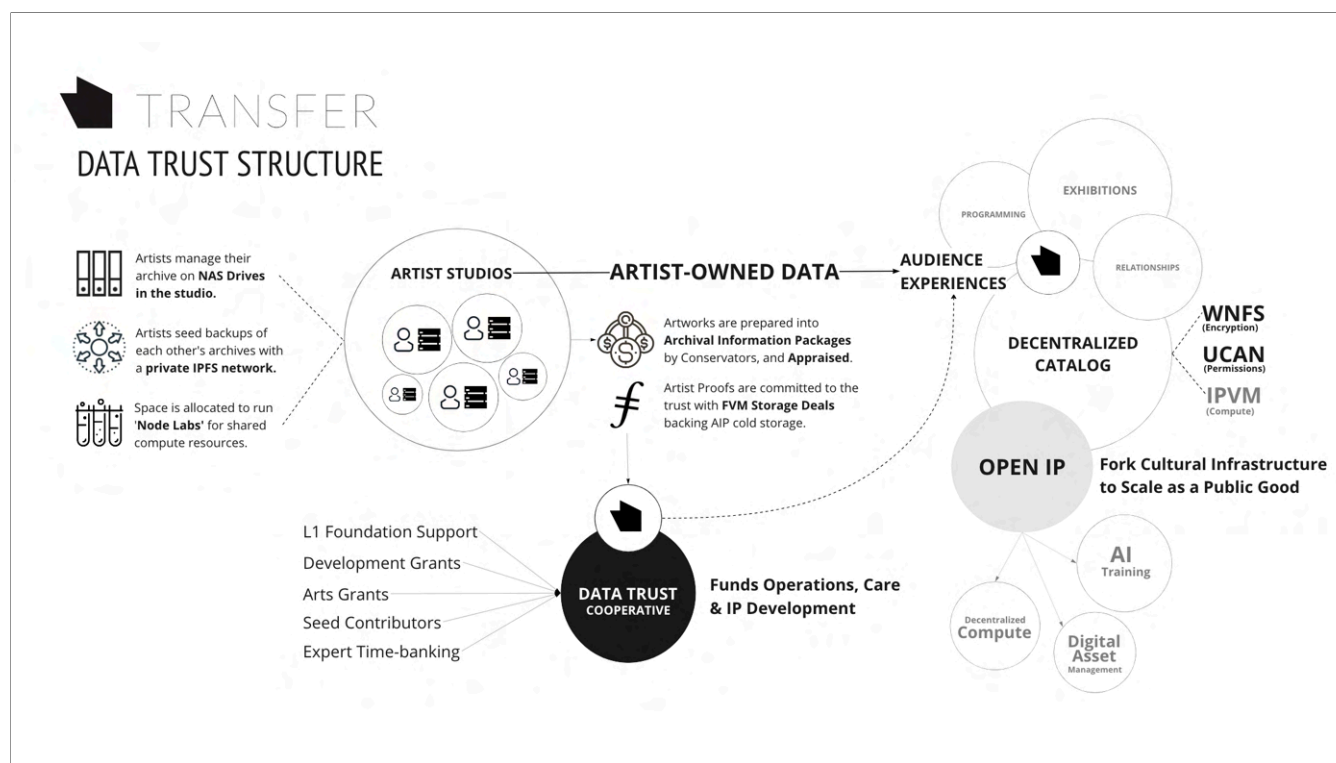 TRANSFER
DATA TRUST STRUCTURE
Artists manage their
archive on NAS Drives
in the studio.
Artists seed backups of
each other's archives with
a private IPFS network.
Space is allocated to run
'Node Labs' for shared
compute resources.
ARTIST STUDIOS
ARTIST-OWNED DATA
Artworks are prepared into
Archival Information Packages
by Conservators, and Appraised.
Artist Proofs are committed to the
trust with FVM Storage Deals
backing AIP cold storage.
L1 Foundation Support
Development Grants
Arts Grants
Seed Contributors
Expert Time-banking
DATA TRUST
COOPERATIVE
Funds Operations, Care
& IP Development
AUDIENCE
EXPERIENCES
PROGRAMMING
EXHIBITIONS
RELATIONSHIPS
DECENTRALIZED
CATALOG
WNFS
(Encryption)
UCAN
(Permissions)
IPVM
(Compute)
OPEN IP
Fork Cultural Infrastructure
to Scale as a Public Good
AI
Training
Decentralized
Compute
Digital
Asset
Management